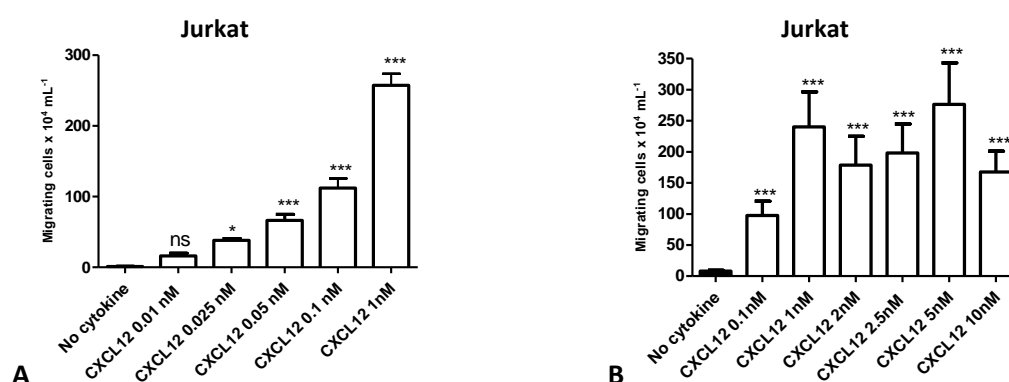 Jurkat
Migrating cells x 10⁴ mL⁻¹
300
200
100
0
ns
*
***
***
***
No cytokine
CXCL12 0.01 nM
CXCL12 0.025 nM
CXCL12 0.05 nM
CXCL12 0.1 nM
CXCL12 1nM
A
Jurkat
Migrating cells x 10⁴ mL⁻¹
350
300
250
200
150
100
50
0
***
***
***
***
***
***
No cytokine
CXCL12 0.1nM
CXCL12 1nM
CXCL12 2nM
CXCL12 2.5nM
CXCL12 5nM
CXCL12 10nM
B